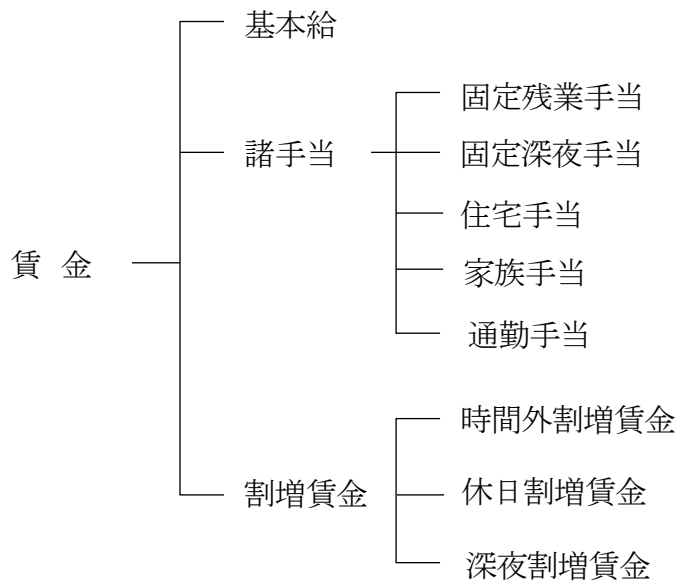 基本給
固定残業手当
諸手当
固定深夜手当
住宅手当
賃 金
家族手当
通勤手当
時間外割増賃金
割増賃金
休日割増賃金
深夜割増賃金